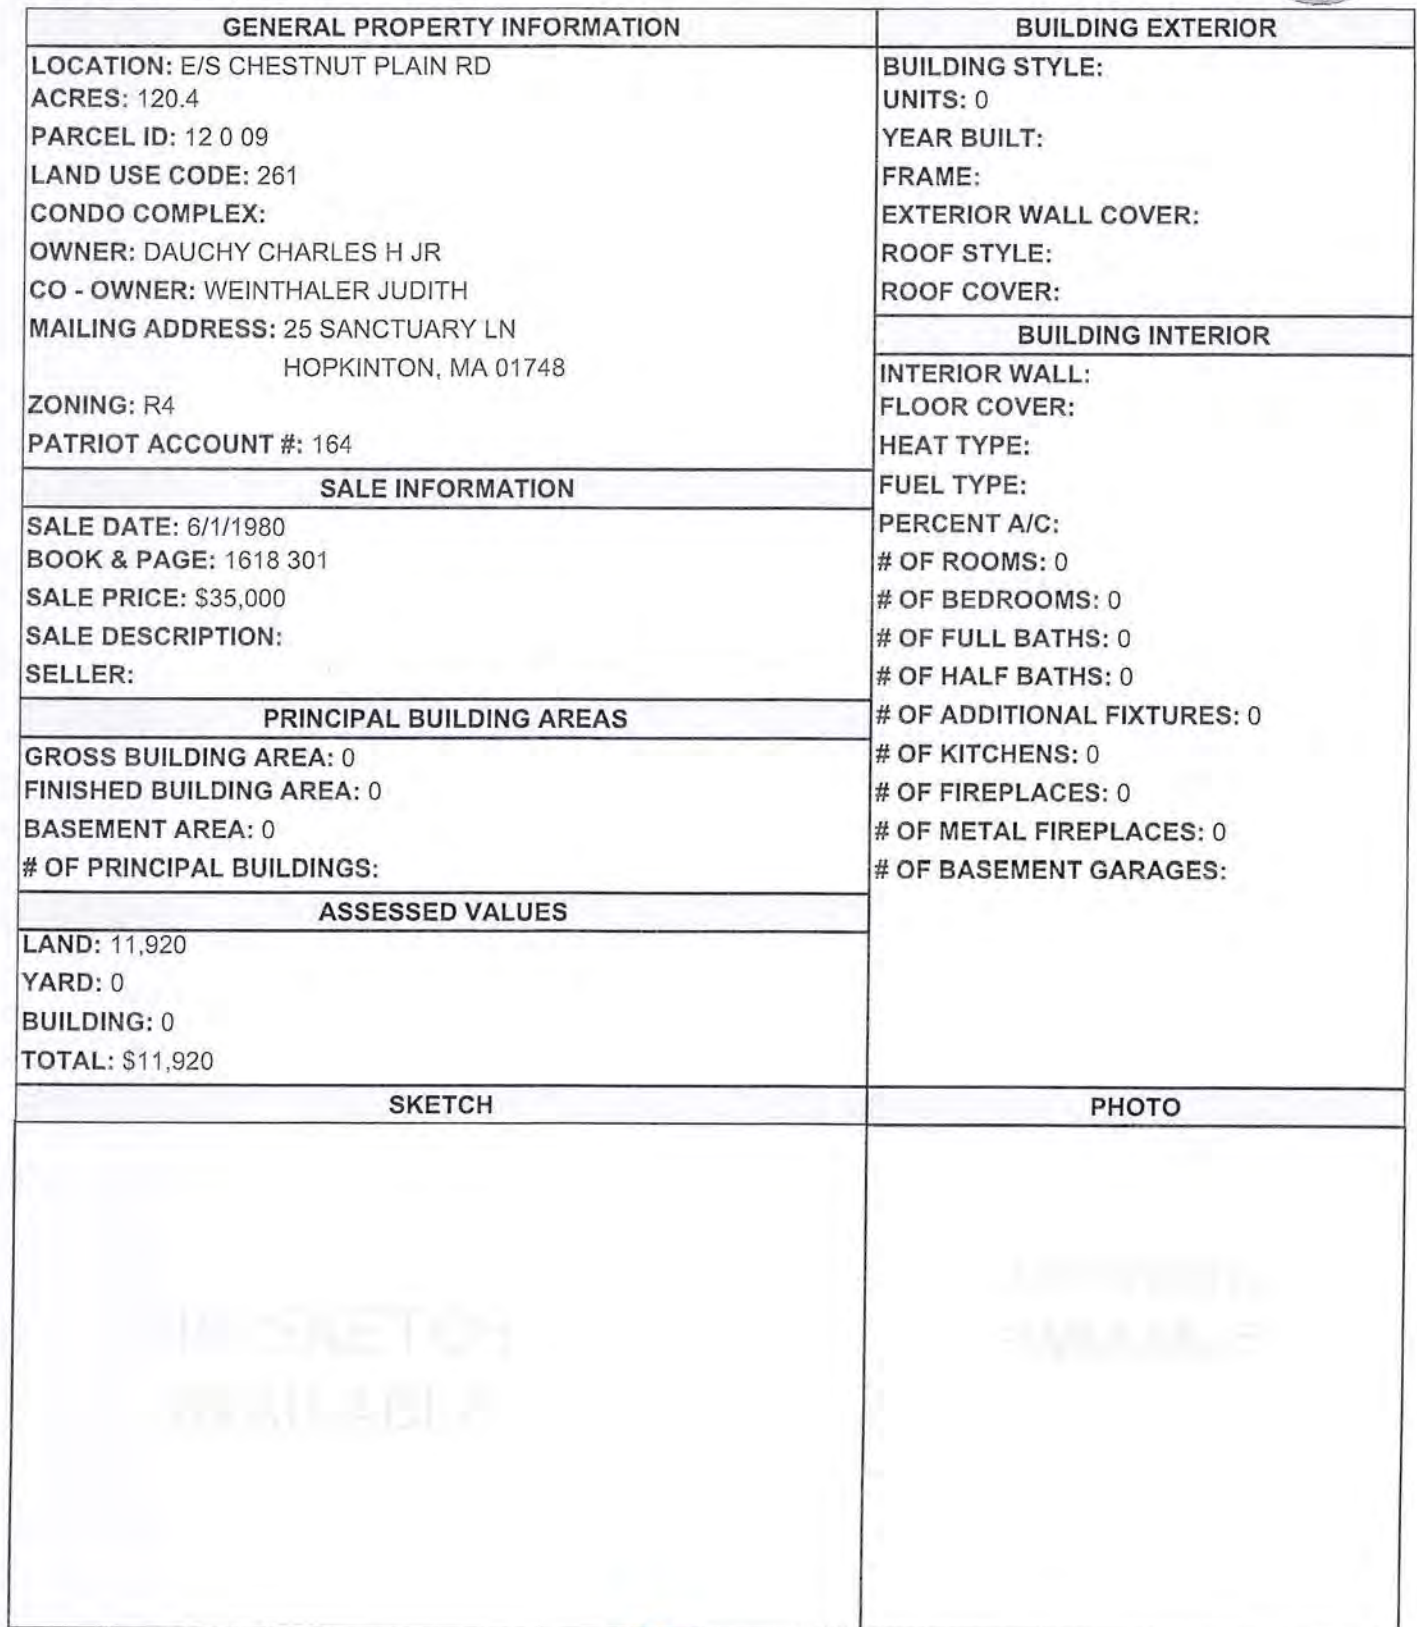 GENERAL PROPERTY INFORMATION
LOCATION: E/S CHESTNUT PLAIN RD
ACRES: 120.4
PARCEL ID: 12 0 09
LAND USE CODE: 261
CONDO COMPLEX:
OWNER: DAUCHY CHARLES H JR
CO - OWNER: WEINTHALER JUDITH
MAILING ADDRESS: 25 SANCTUARY LN
HOPKINTON, MA 01748
ZONING: R4
PATRIOT ACCOUNT #: 164
SALE INFORMATION
SALE DATE: 6/1/1980
BOOK & PAGE: 1618 301
SALE PRICE: $35,000
SALE DESCRIPTION:
SELLER:
PRINCIPAL BUILDING AREAS
GROSS BUILDING AREA: 0
FINISHED BUILDING AREA: 0
BASEMENT AREA: 0
# OF PRINCIPAL BUILDINGS:
ASSESSED VALUES
LAND: 11,920
YARD: 0
BUILDING: 0
TOTAL: $11,920
BUILDING EXTERIOR
BUILDING STYLE:
UNITS: 0
YEAR BUILT:
FRAME:
EXTERIOR WALL COVER:
ROOF STYLE:
ROOF COVER:
BUILDING INTERIOR
INTERIOR WALL:
FLOOR COVER:
HEAT TYPE:
FUEL TYPE:
PERCENT A/C:
# OF ROOMS: 0
# OF BEDROOMS: 0
# OF FULL BATHS: 0
# OF HALF BATHS: 0
# OF ADDITIONAL FIXTURES: 0
# OF KITCHENS: 0
# OF FIREPLACES: 0
# OF METAL FIREPLACES: 0
# OF BASEMENT GARAGES:
SKETCH
PHOTO